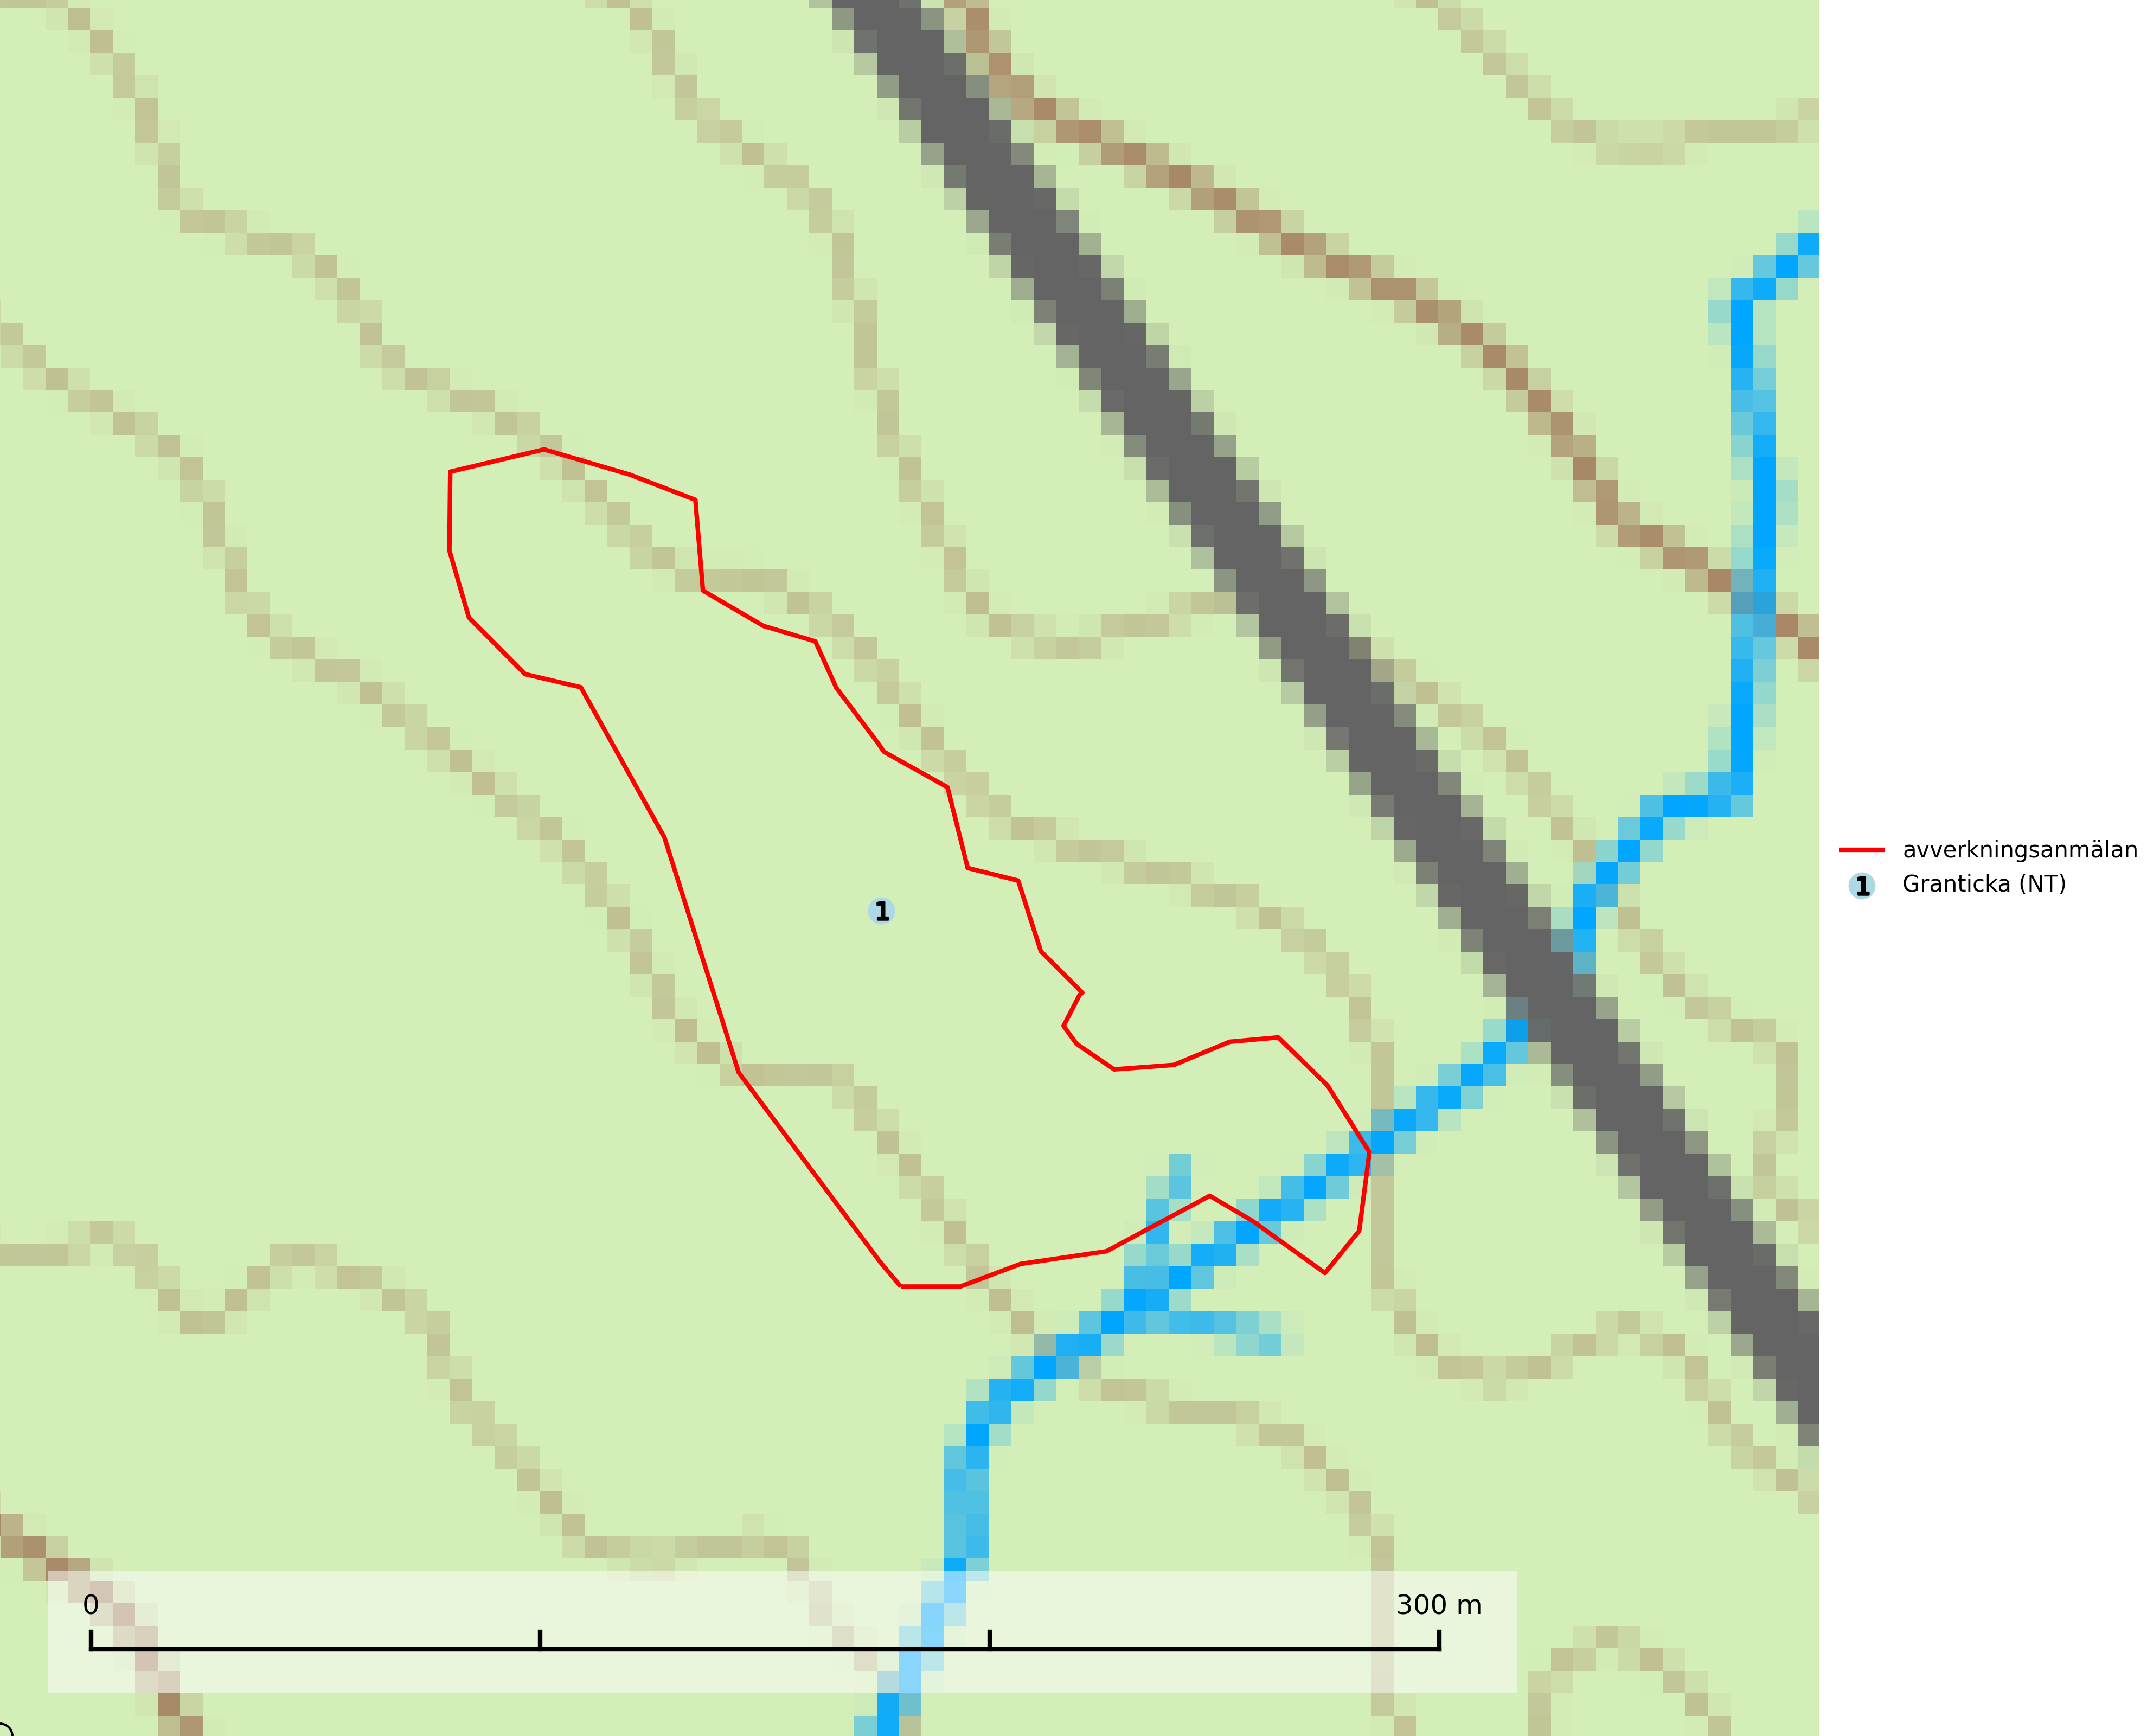 avverkningsanmälan
1 Granticka (NT)
1
0 300 m